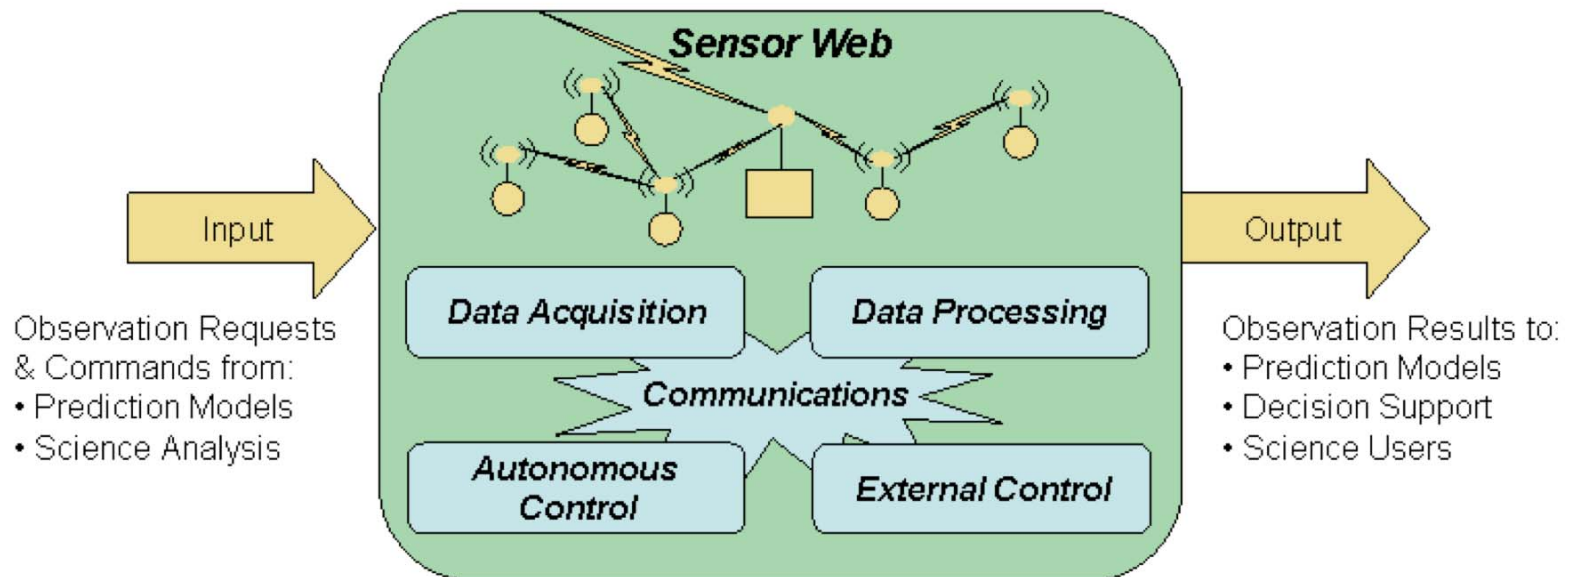 Sensor Web
Input
Output
Data Acquisition
Data Processing
Communications
Autonomous
Control
External Control
Observation Requests
& Commands from:
• Prediction Models
• Science Analysis
Observation Results to:
• Prediction Models
• Decision Support
• Science Users